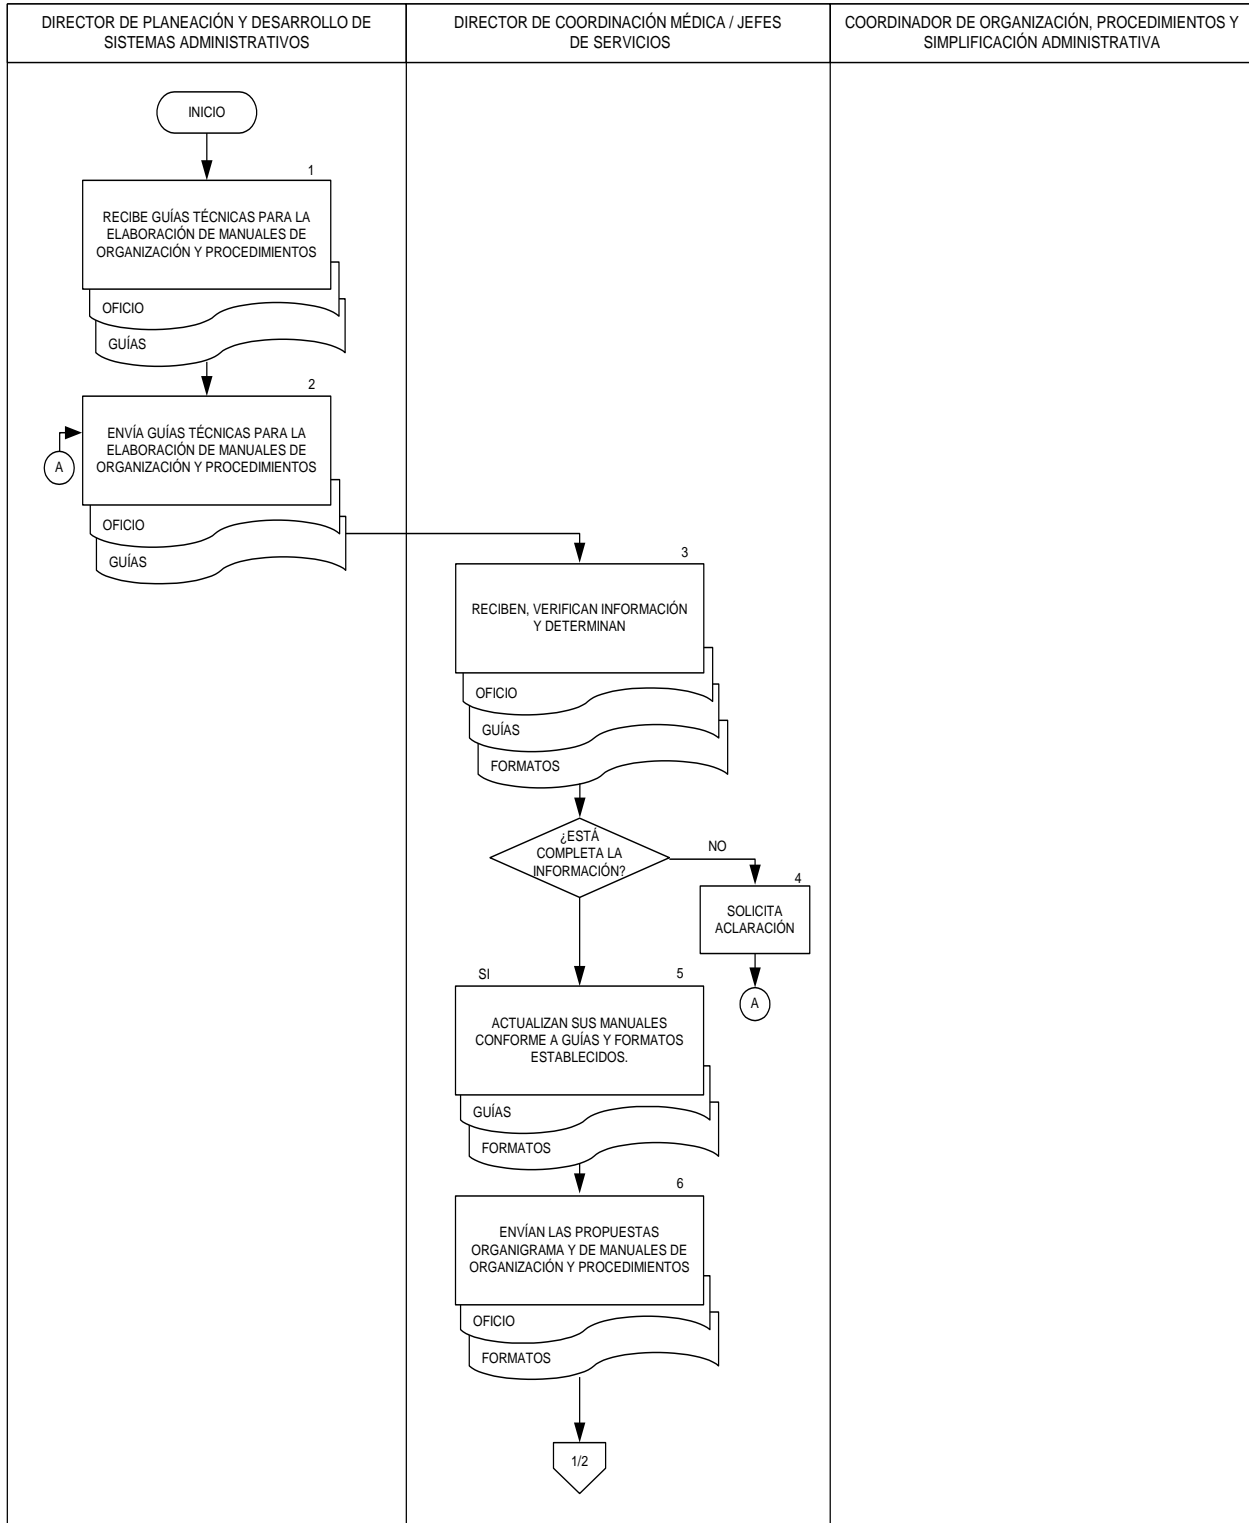 DIRECTOR DE PLANEACIÓN Y DESARROLLO DE
SISTEMAS ADMINISTRATIVOS
DIRECTOR DE COORDINACIÓN MÉDICA / JEFES
DE SERVICIOS
COORDINADOR DE ORGANIZACIÓN, PROCEDIMIENTOS Y
SIMPLIFICACIÓN ADMINISTRATIVA
INICIO
1
RECIBE GUÍAS TÉCNICAS PARA LA
ELABORACIÓN DE MANUALES DE
ORGANIZACIÓN Y PROCEDIMIENTOS
OFICIO
GUÍAS
2
ENVÍA GUÍAS TÉCNICAS PARA LA
ELABORACIÓN DE MANUALES DE
ORGANIZACIÓN Y PROCEDIMIENTOS
A
OFICIO
GUÍAS
3
RECIBEN, VERIFICAN INFORMACIÓN
Y DETERMINAN
OFICIO
GUÍAS
FORMATOS
¿ESTÁ
COMPLETA LA
INFORMACIÓN?
NO
4
SOLICITA
ACLARACIÓN
A
SI
5
ACTUALIZAN SUS MANUALES
CONFORME A GUÍAS Y FORMATOS
ESTABLECIDOS.
GUÍAS
FORMATOS
6
ENVÍAN LAS PROPUESTAS
ORGANIGRAMA Y DE MANUALES DE
ORGANIZACIÓN Y PROCEDIMIENTOS
OFICIO
FORMATOS
1/2